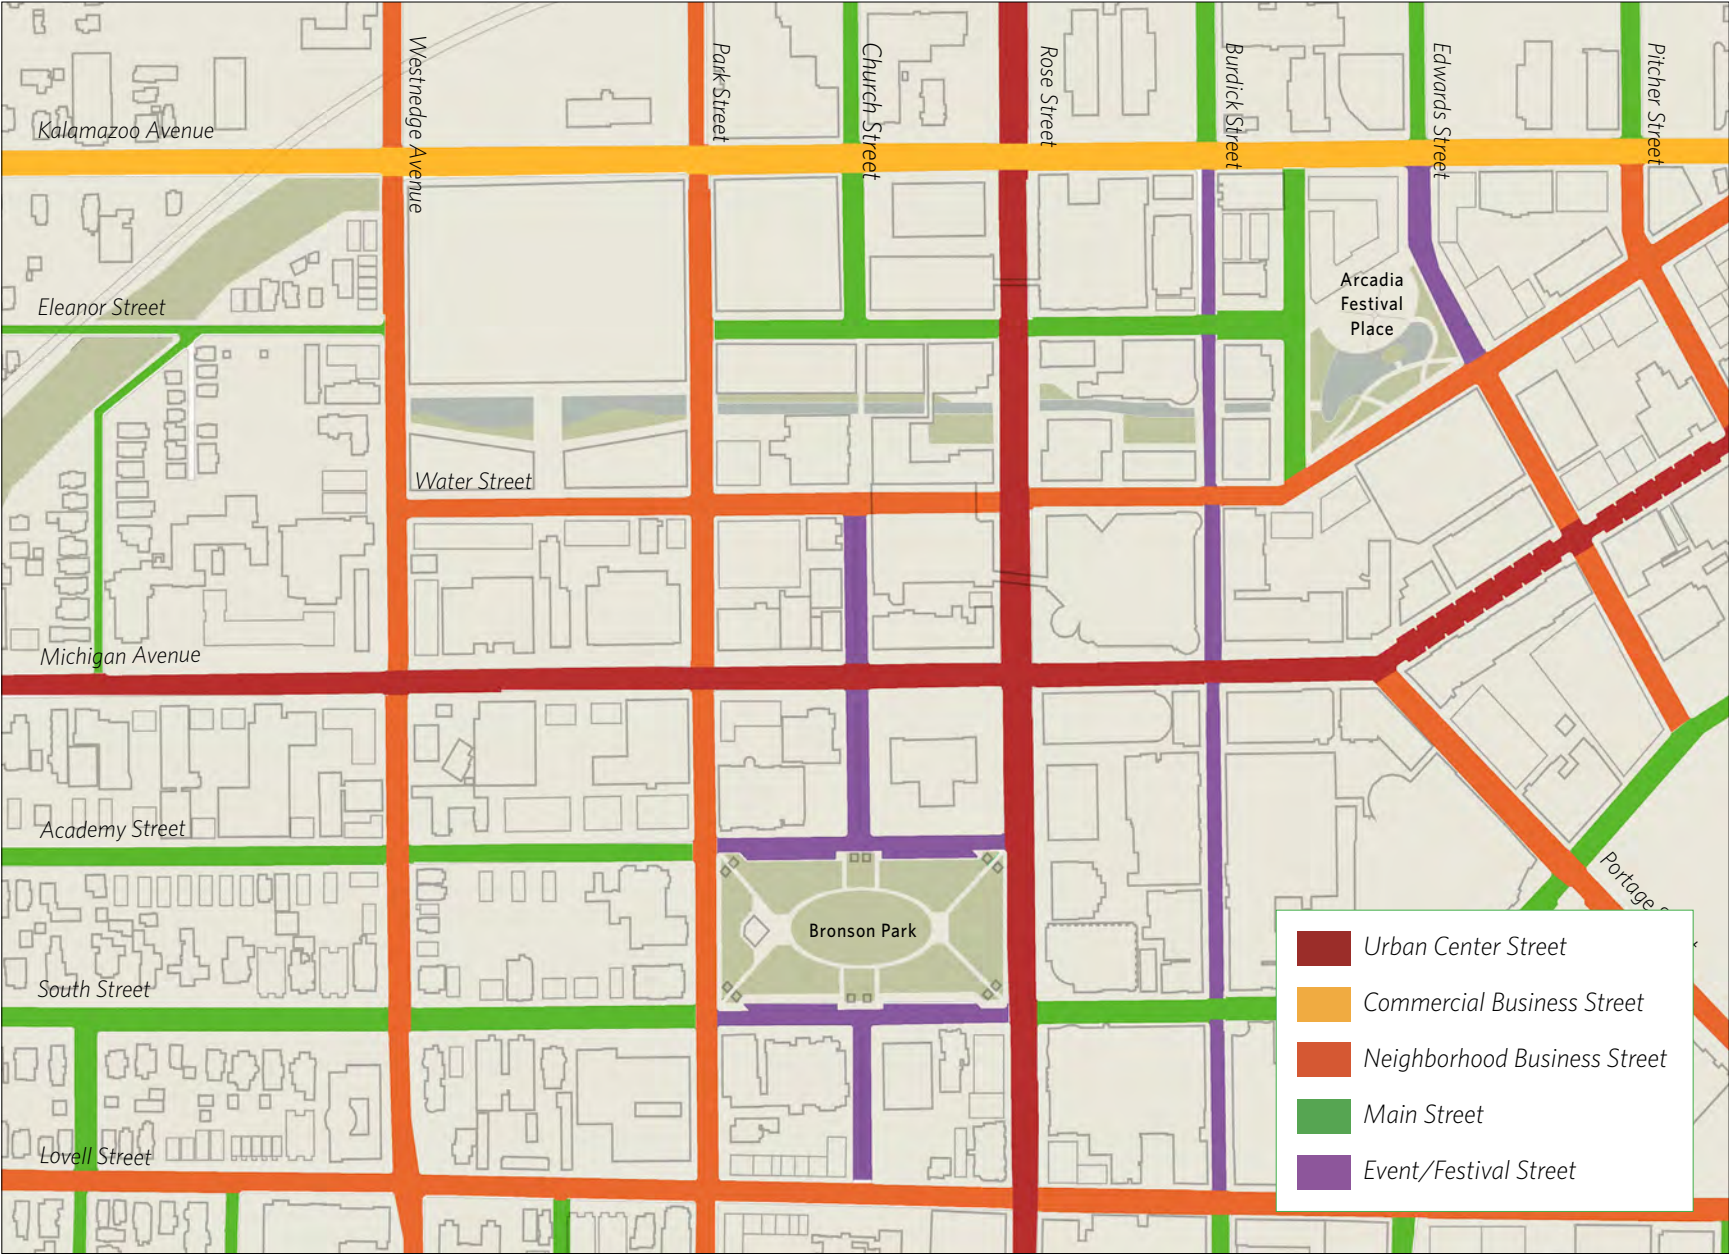 Westnedge Avenue
Park Street
Church Street
Rose Street
Burdick Street
Edwards Street
Pitcher Street
Kalamazoo Avenue
Eleanor Street
Arcadia
Festival
Place
Water Street
Michigan Avenue
Academy Street
Portage
Bronson Park
South Street
Lovell Street
Urban Center Street
Commercial Business Street
Neighborhood Business Street
Main Street
Event/Festival Street